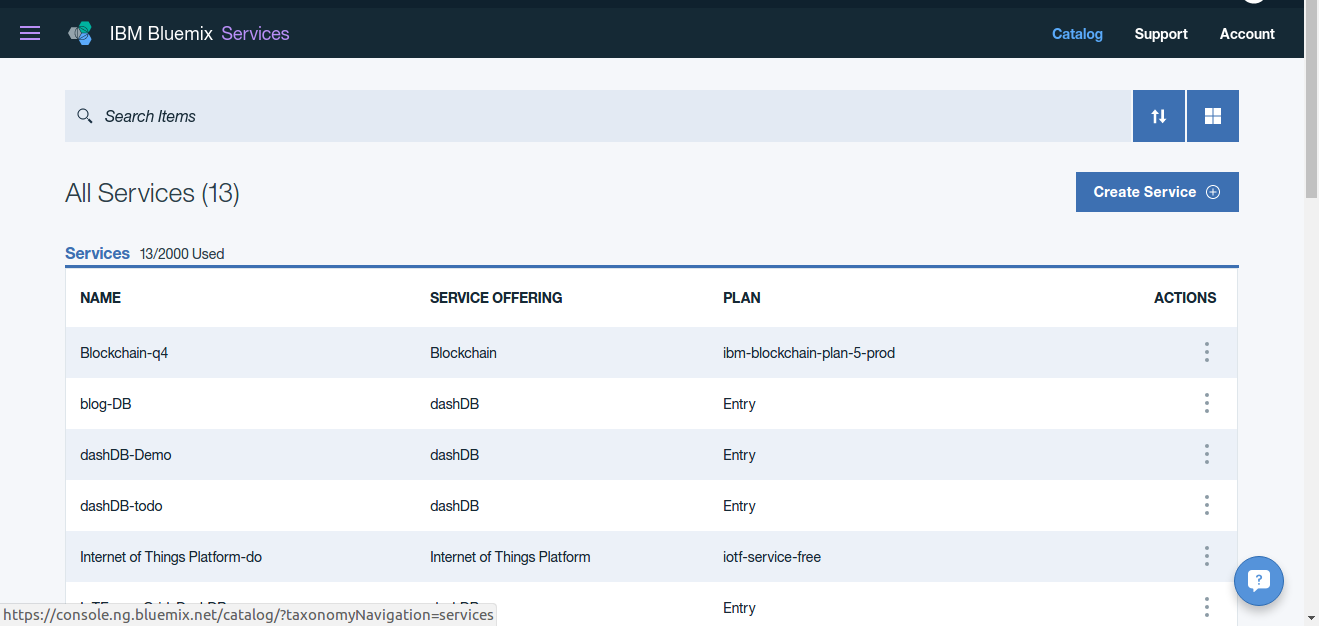 IBM Bluemix Services
Catalog Support Account
Search Items
All Services (13)
Create Service
Services 13/2000 Used
NAME SERVICE OFFERING PLAN ACTIONS
Blockchain-q4 Blockchain ibm-blockchain-plan-5-prod
blog-DB dashDB Entry
dashDB-Demo dashDB Entry
dashDB-todo dashDB Entry
Internet of Things Platform-do Internet of Things Platform iotf-service-free
?
Entry
https://console.ng.bluemix.net/catalog/?taxonomyNavigation=services